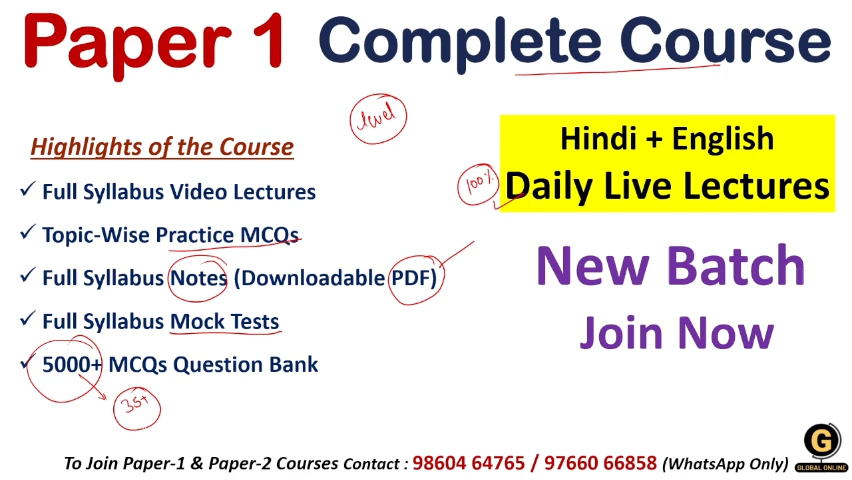 Paper 1 Complete Course
level
Highlights of the Course
✓ Full Syllabus Video Lectures
✓ Topic-Wise Practice MCQs
✓ Full Syllabus Notes (Downloadable PDF)
✓ Full Syllabus Mock Tests
✓ 5000+ MCQs Question Bank
35+
Hindi + English
100%
Daily Live Lectures
New Batch
Join Now
To Join Paper-1 & Paper-2 Courses Contact : 98604 64765 / 97660 66858 (WhatsApp Only)
G
GLOBAL ONLINE